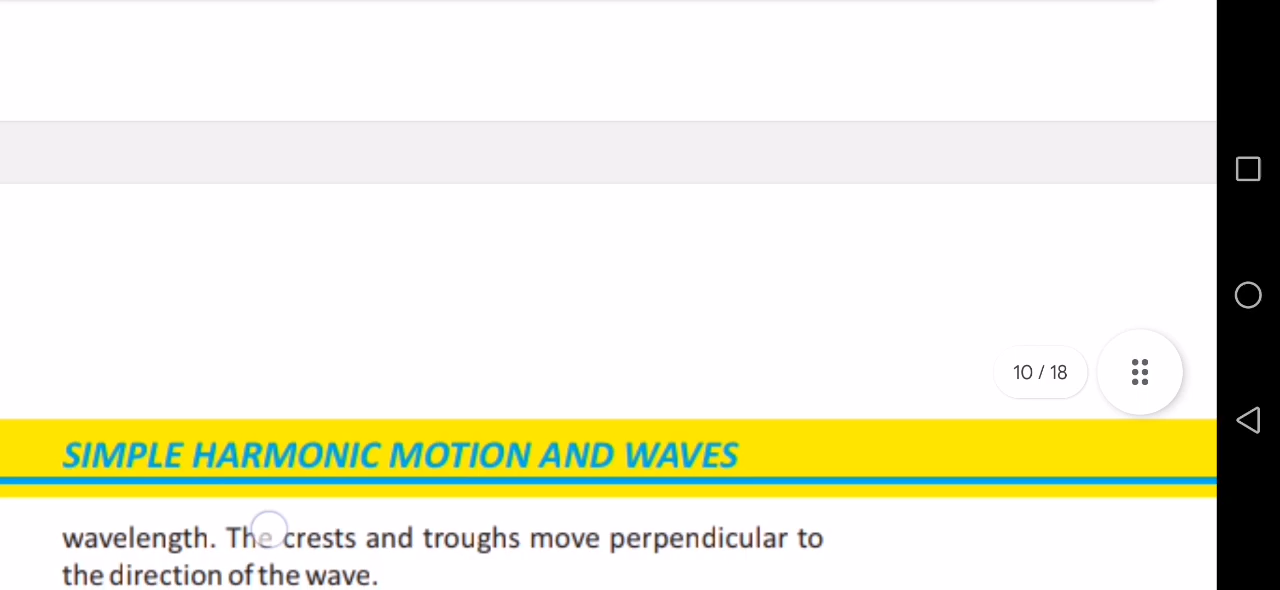 10 / 18
SIMPLE HARMONIC MOTION AND WAVES
wavelength. The crests and troughs move perpendicular to
the direction of the wave.